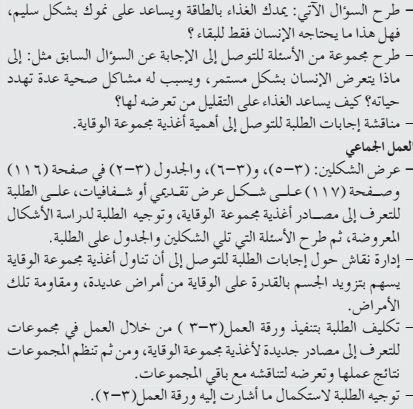 – طرح السؤال الآتي: يمدك الغذاء بالطاقة ويساعد على نموك بشكل سليم،
فهل هذا ما يحتاجه الإنسان فقط للبقاء؟
– طرح مجموعة من الأسئلة للتوصل إلى الإجابة عن السؤال السابق مثل: إلى
ماذا يتعرض الإنسان بشكل مستمر، ويسبب له مشاكل صحية عدة تهدد
حياته؟ كيف يساعد الغذاء على التقليل من تعرضه لها؟
– مناقشة إجابات الطلبة للتوصل إلى أهمية أغذية مجموعة الوقاية.
العمل الجماعي
– عرض الشكلين: (٣–٥)، و(٣–٦)، والجدول (٣–٢) في صفحة (١١٦)
وصفحة (١١٧) على شكل عرض تقديمي أو شفافيات، على الطلبة
للتعرف إلى مصادر أغذية مجموعة الوقاية، وتوجيه الطلبة لدراسة الأشكال
المعروضة، ثم طرح الأسئلة التي تلي الشكلين والجدول على الطلبة.
– إدارة نقاش حول إجابات الطلبة للتوصل إلى أن تناول أغذية مجموعة الوقاية
يسهم بتزويد الجسم بالقدرة على الوقاية من أمراض عديدة، ومقاومة تلك
الأمراض.
– تكليف الطلبة بتنفيذ ورقة العمل(٣–٣ ) من خلال العمل في مجموعات
للتعرف إلى مصادر جديدة لأغذية مجموعة الوقاية، ومن ثم تنظم المجموعات
نتائج عملها وتعرضه لتناقشه مع باقي المجموعات.
– توجيه الطلبة لاستكمال ما أشارت إليه ورقة العمل(٣–٢).